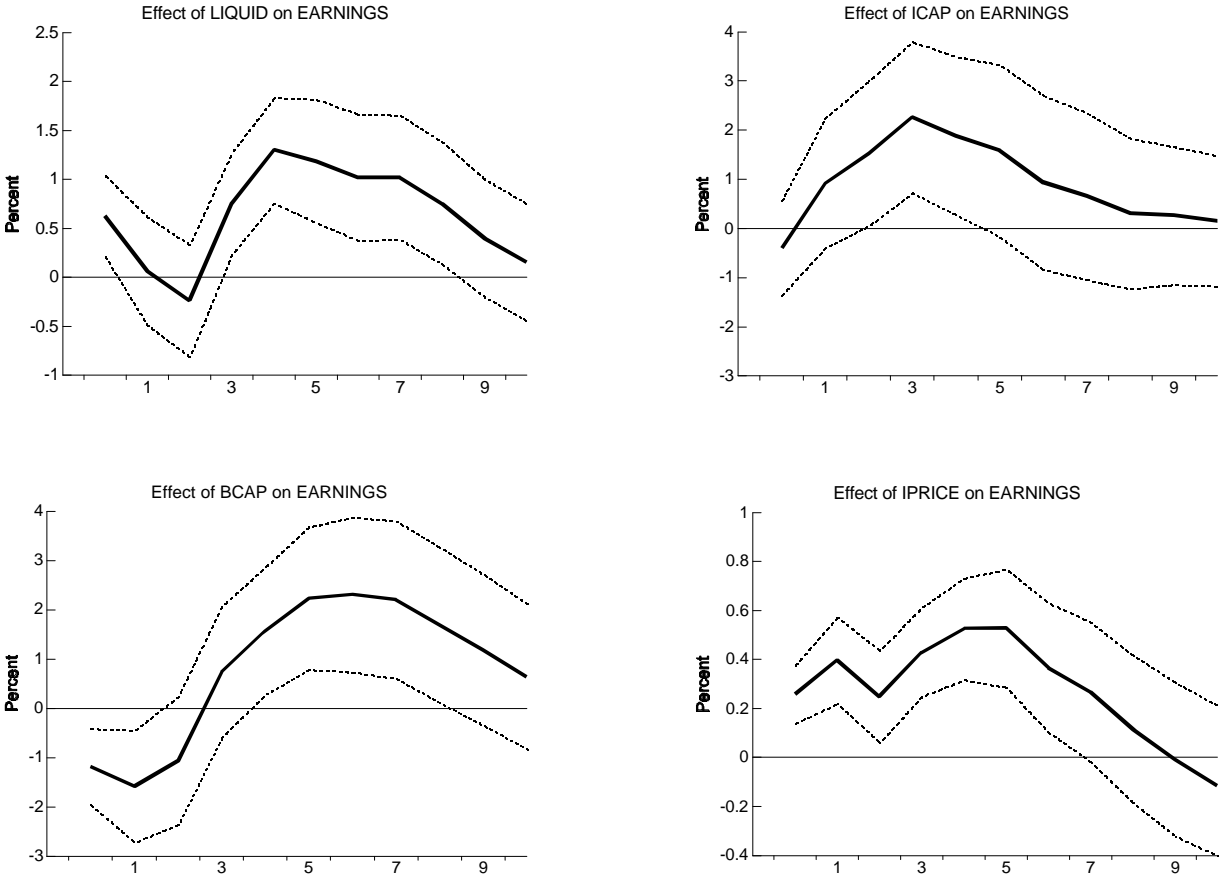 Effect of LIQUID on EARNINGS
Percent
2.5
2
1.5
1
0.5
0
-0.5
-1
1 3 5 7 9
Effect of ICAP on EARNINGS
Percent
4
3
2
1
0
-1
-2
-3
1 3 5 7 9
Effect of BCAP on EARNINGS
Percent
4
3
2
1
0
-1
-2
-3
1 3 5 7 9
Effect of IPRICE on EARNINGS
Percent
1
0.8
0.6
0.4
0.2
0
-0.2
-0.4
1 3 5 7 9